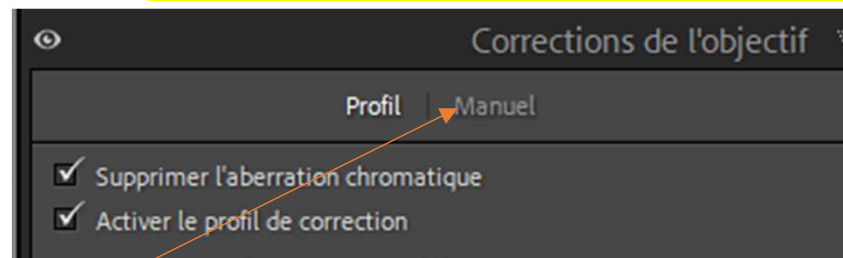 Corrections de l'objectif
Profil | Manuel
Supprimer l'aberration chromatique
Activer le profil de correction